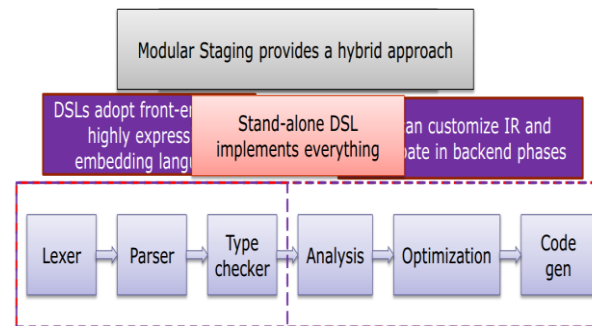 Modular Staging provides a hybrid approach
DSLs adopt front-en
highly express
embedding langu
Stand-alone DSL
implements everything
an customize IR and
pate in backend phases
Lexer
Parser
Type
checker
Analysis
Optimization
Code
gen